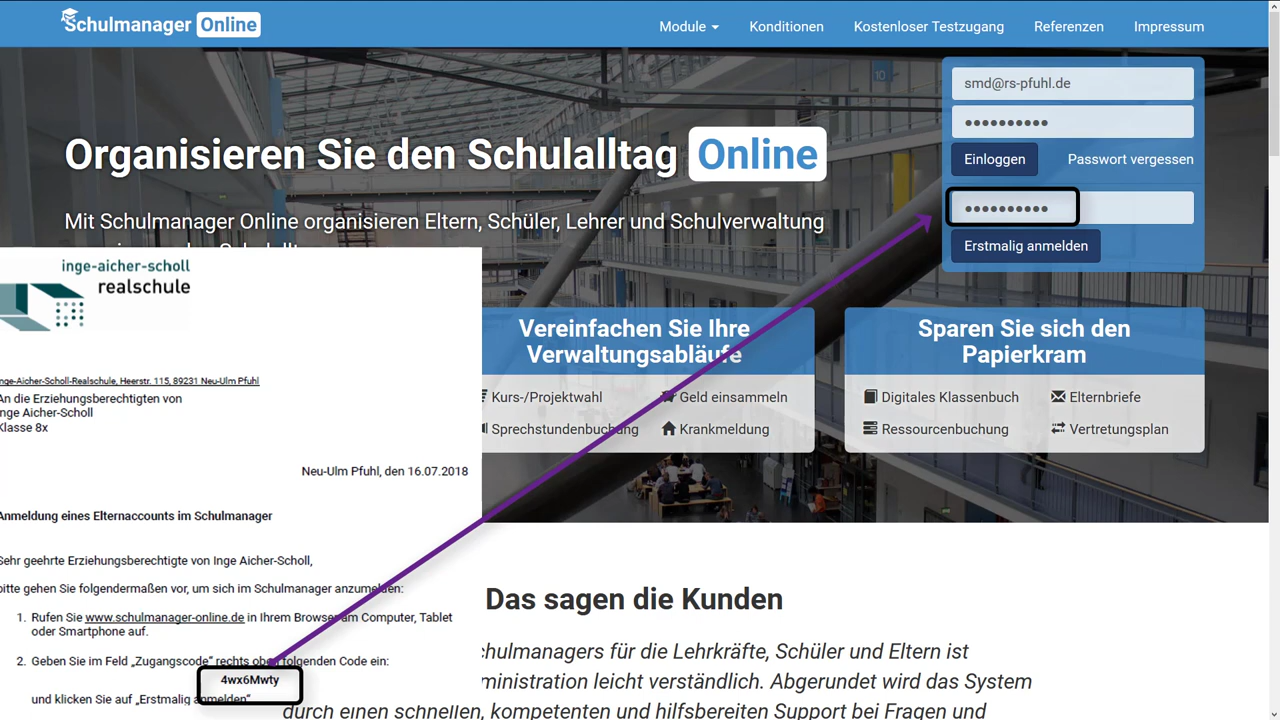 Schulmanager Online
Module Konditionen Kostenloser Testzugang Referenzen Impressum
smd@rs-pfuhl.de
Organisieren Sie den Schulalltag Online
Einloggen Passwort vergessen
Mit Schulmanager Online organisieren Eltern, Schüler, Lehrer und Schulverwaltung
Erstmalig anmelden
inge-aicher-scholl
realschule
Inge-Aicher-Scholl-Realschule, Heerstr. 115, 89231 Neu-Ulm Pfuhl
An die Erziehungsberechtigten von
Inge Aicher-Scholl
Klasse 8x
Neu-Ulm Pfuhl, den 16.07.2018
Anmeldung eines Elternaccounts im Schulmanager
Sehr geehrte Erziehungsberechtigte von Inge Aicher-Scholl,
bitte gehen Sie folgendermaßen vor, um sich im Schulmanager anzumelden:
1. Rufen Sie www.schulmanager-online.de in Ihrem Browser am Computer, Tablet
oder Smartphone auf.
2. Geben Sie im Feld „Zugangscode“ rechts oben folgenden Code ein:
4wx6Mwty
und klicken Sie auf „Erstmalig anmelden“
Vereinfachen Sie Ihre
Verwaltungsabläufe
Kurs-/Projektwahl Geld einsammeln
Sprechstundenbuchung Krankmeldung
Sparen Sie sich den
Papierkram
Digitales Klassenbuch Elternbriefe
Ressourcenbuchung Vertretungsplan
Das sagen die Kunden
chulmanagers für die Lehrkräfte, Schüler und Eltern ist
ministration leicht verständlich. Abgerundet wird das System
durch einen schnellen, kompetenten und hilfsbereiten Support bei Fragen und